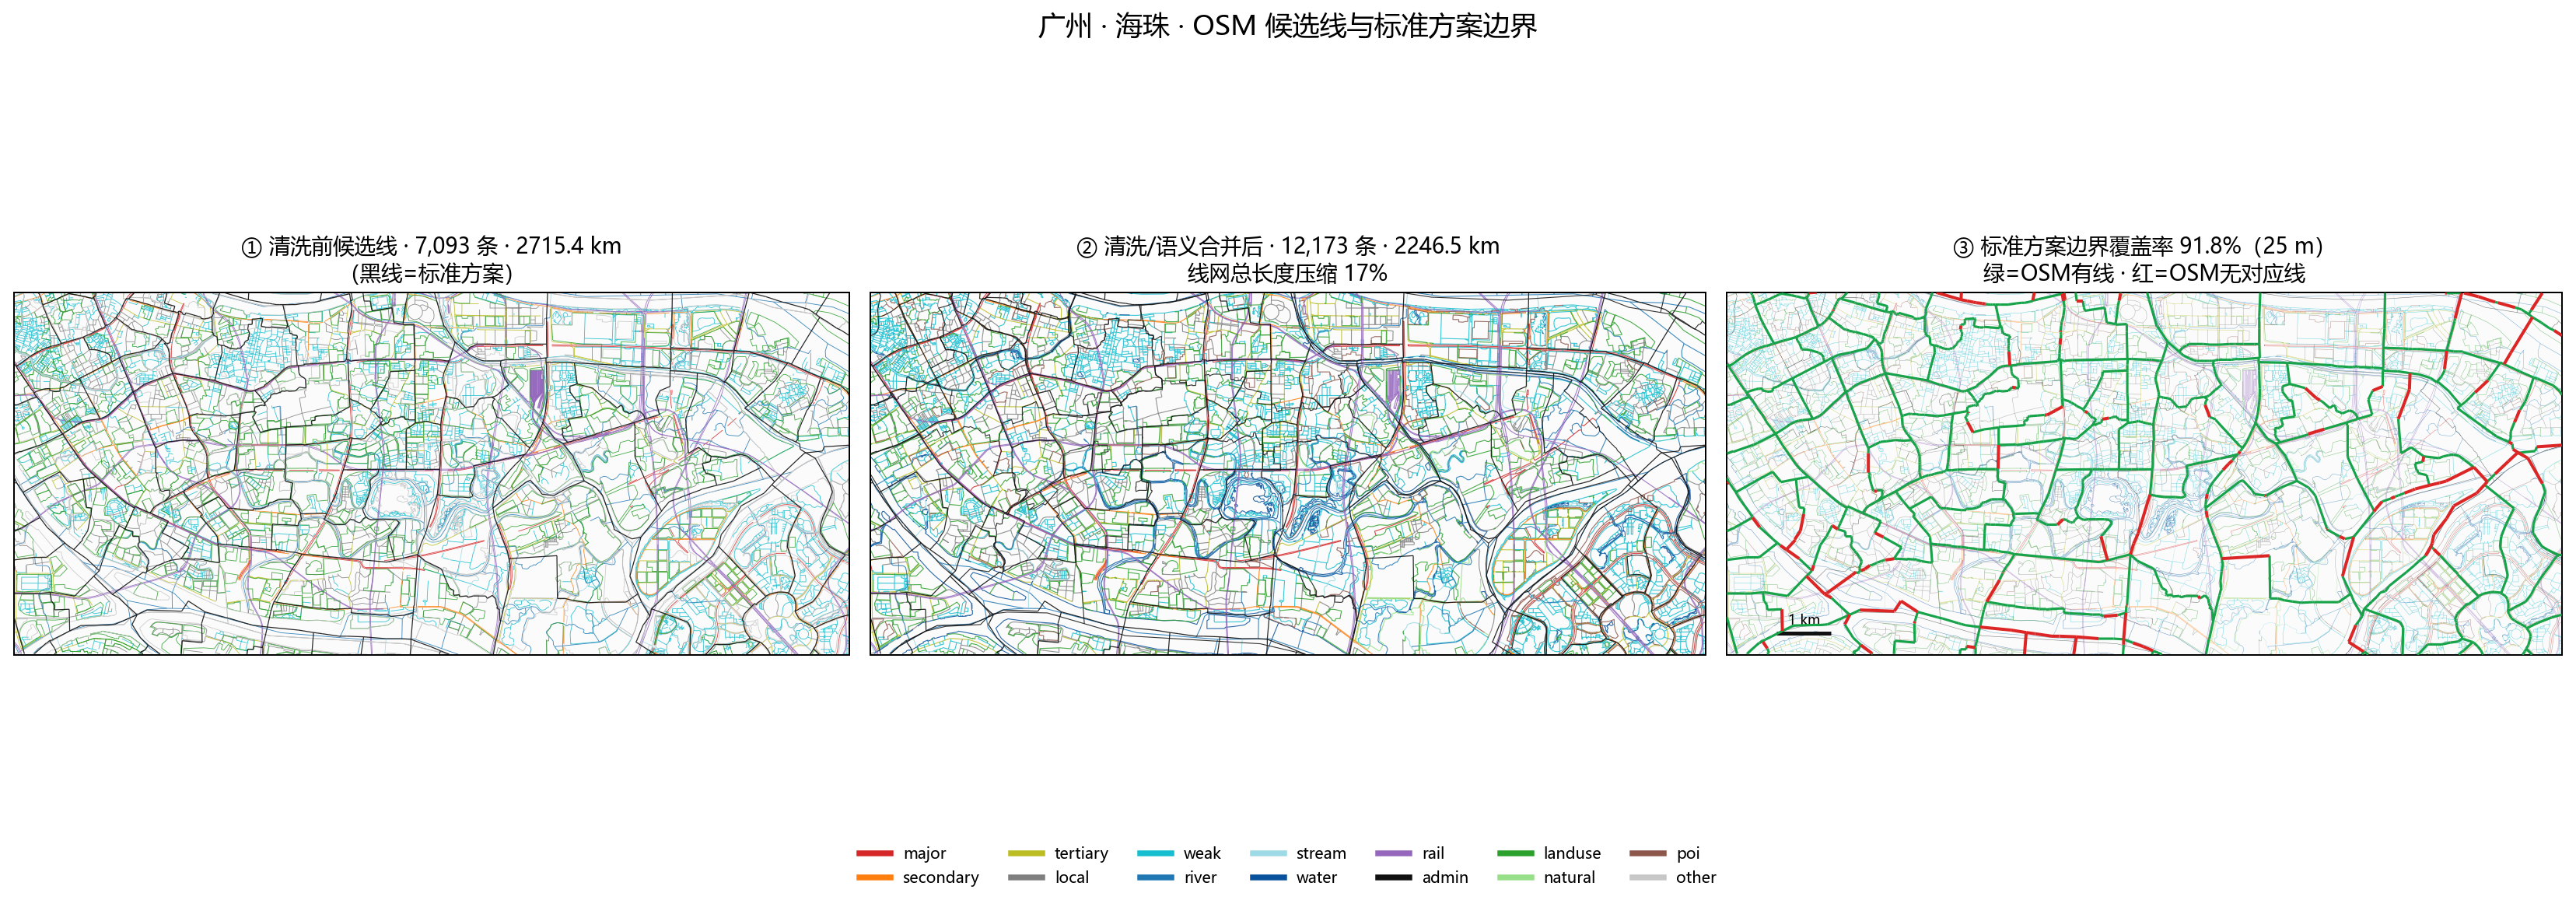 广州 · 海珠 · OSM 候选线与标准方案边界
① 清洗前候选线 · 7,093 条 · 2715.4 km
(黑线=标准方案)
② 清洗/语义合并后 · 12,173 条 · 2246.5 km
线网总长度压缩 17%
③ 标准方案边界覆盖率 91.8%（25 m）
绿=OSM有线 · 红=OSM无对应线
1 km
major
tertiary
weak
stream
rail
landuse
poi
secondary
local
river
water
admin
natural
other